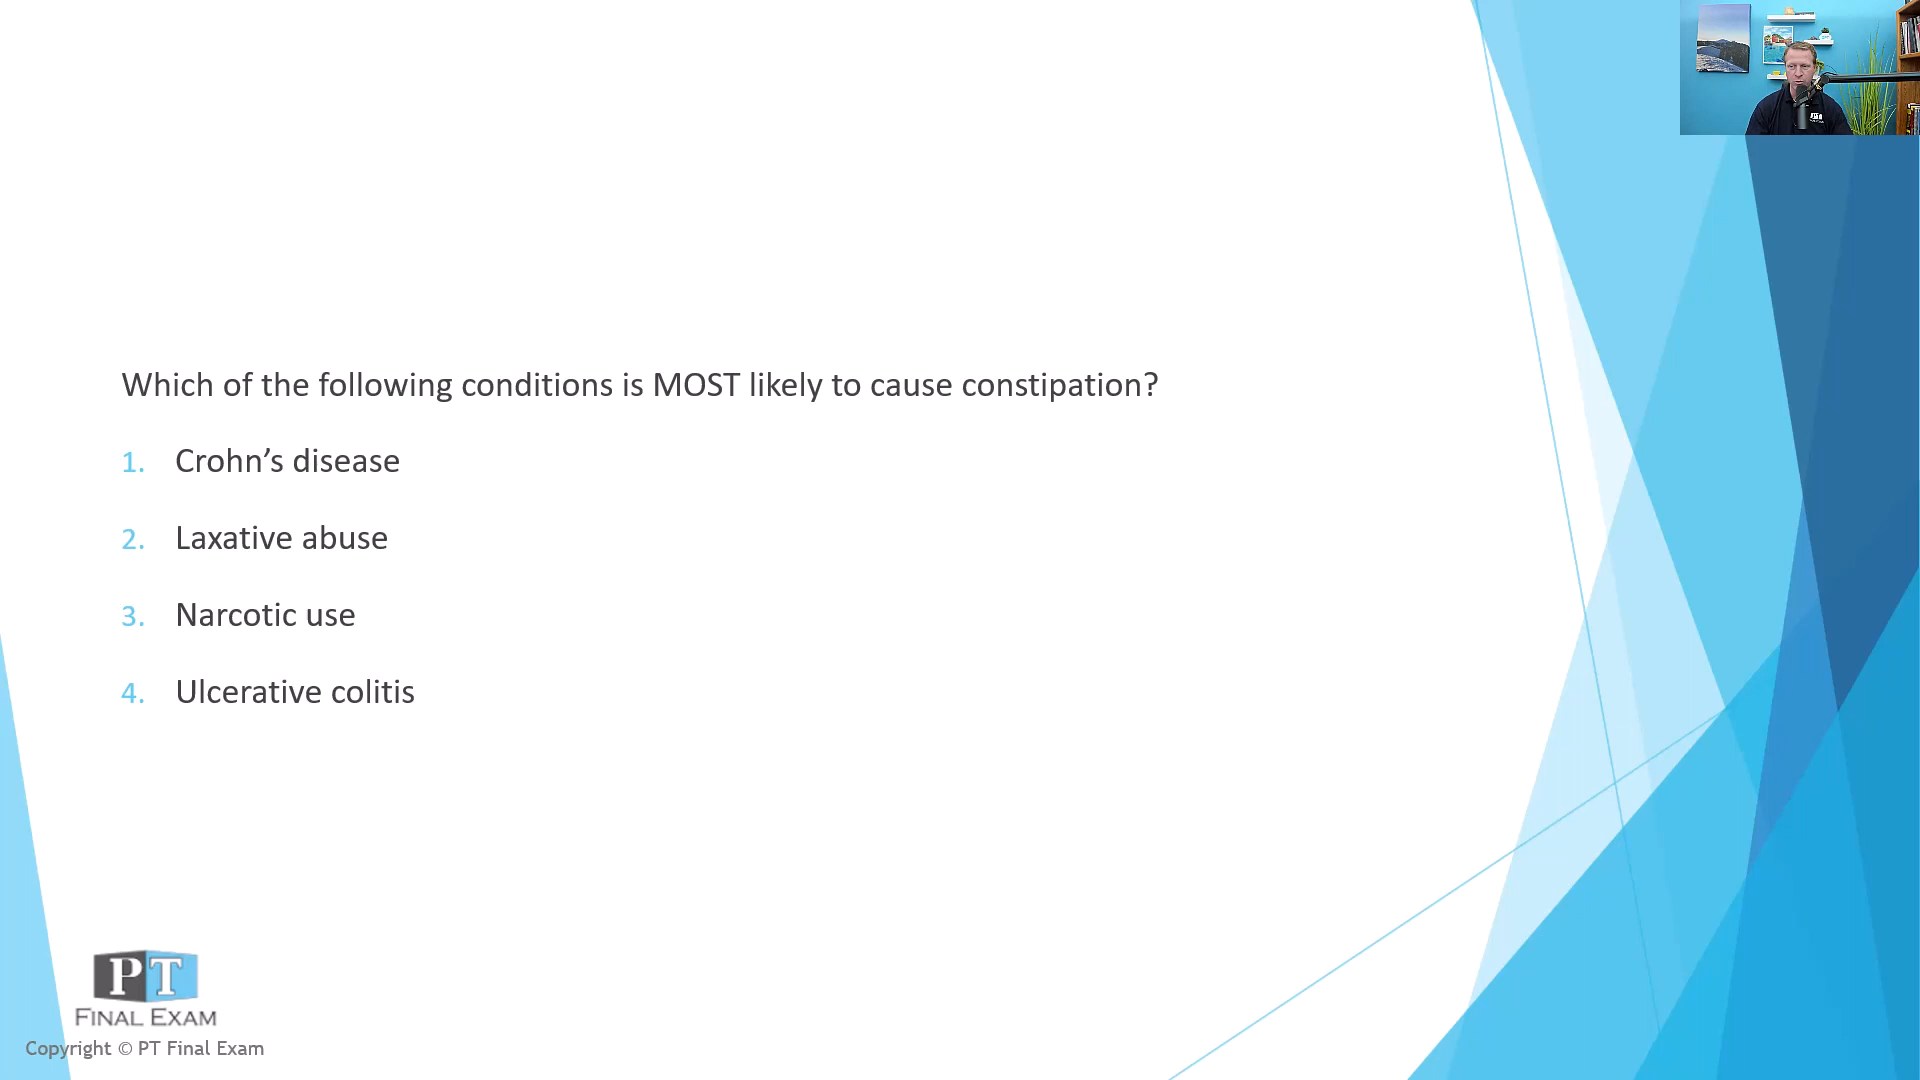 Which of the following conditions is MOST likely to cause constipation?
1. Crohn’s disease
2. Laxative abuse
3. Narcotic use
4. Ulcerative colitis
PT
FINAL EXAM
Copyright © PT Final Exam
PT